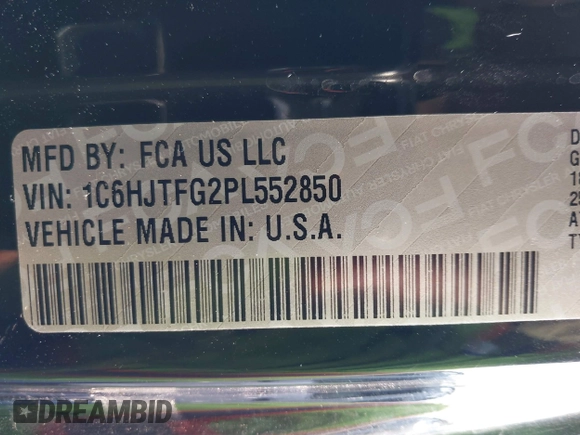 MFD BY: FCA US LLC
VIN: 1C6HJTFG2PL552850
VEHICLE MADE IN: U.S.A.
DREAMBID